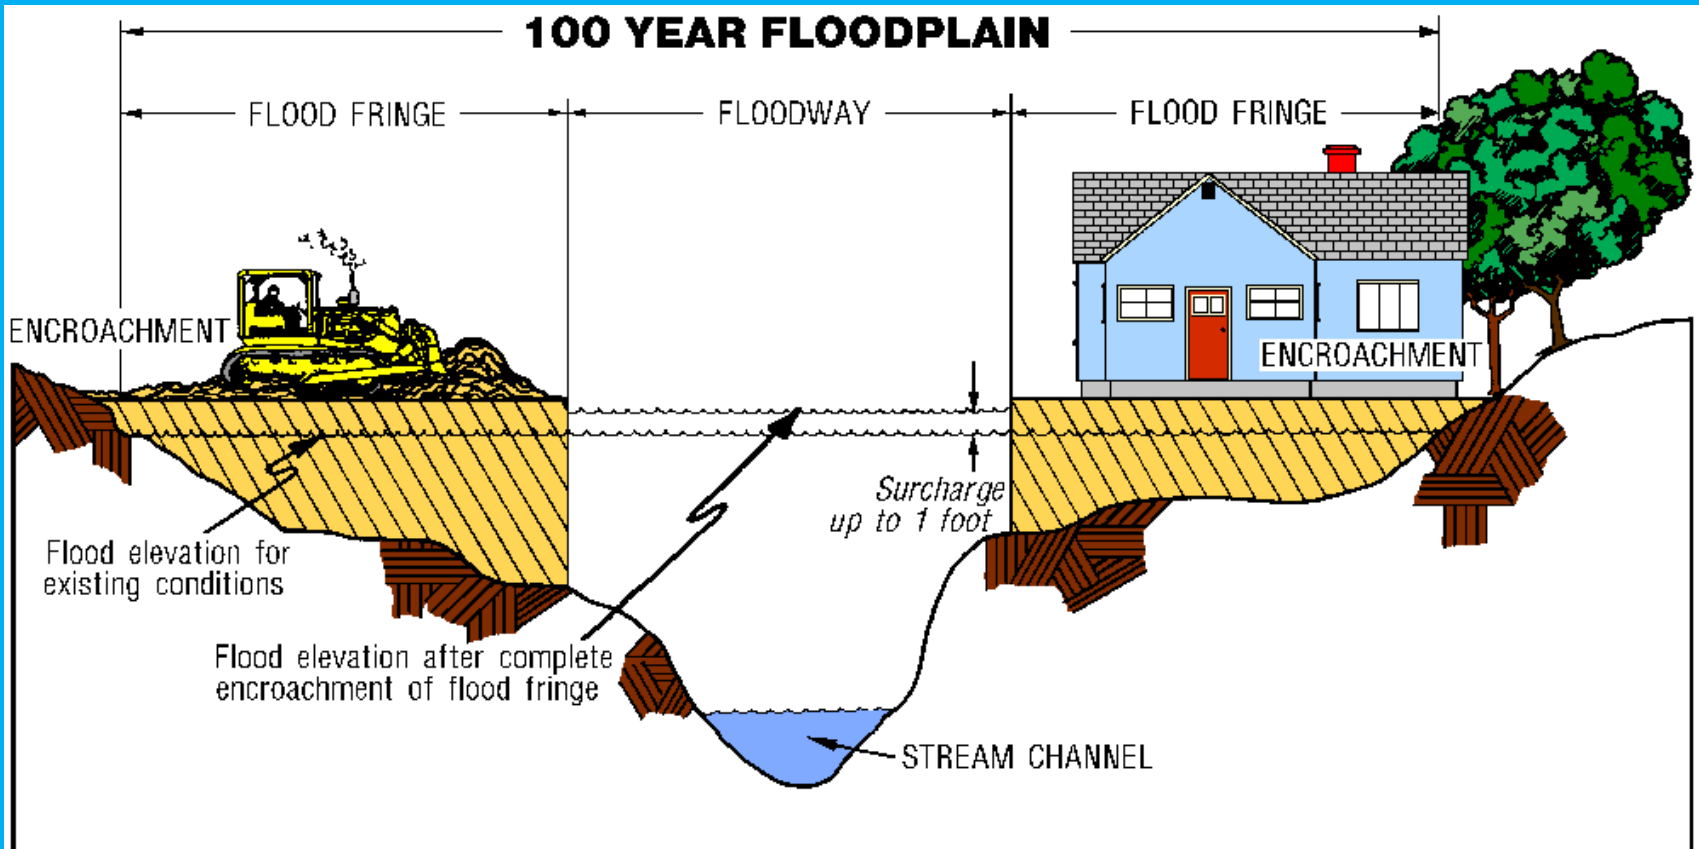 100 YEAR FLOODPLAIN
FLOOD FRINGE
FLOODWAY
FLOOD FRINGE
ENCROACHMENT
ENCROACHMENT
Surcharge
up to 1 foot
Flood elevation for
existing conditions
Flood elevation after complete
encroachment of flood fringe
STREAM CHANNEL